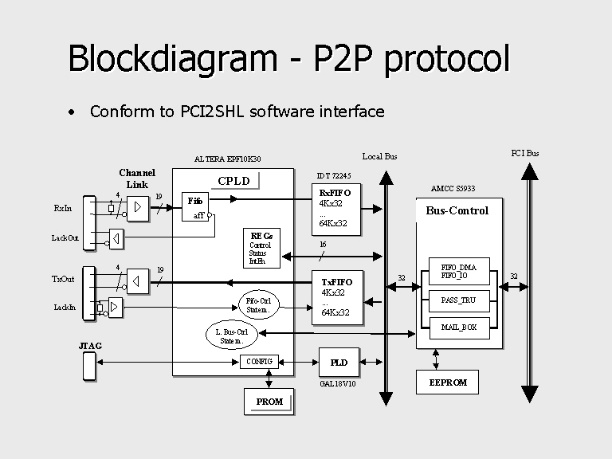 Blockdiagram - P2P protocol
• Conform to PCI2SHL software interface
Local Bus
PCI Bus
ALTERA EPF10K30
Channel
Link
CPLD
IDT 72245
AMCC S5933
RxIn
4
19
Fifo
aff
RxFIFO
4Kx32
...
64Kx32
Bus-Control
LackOut
REGs
Control
Status
IntEn
16
TxOut
4
19
TxFIFO
4Kx32
...
64Kx32
32
FIFO_DMA
FIFO_IO
32
PASS_TRU
LackIn
Fifo-Ctrl
Statem.
L. Bus-Ctrl
Statem.
MAIL_BOX
JTAG
CONFIG
PLD
GAL18V10
EEPROM
PROM